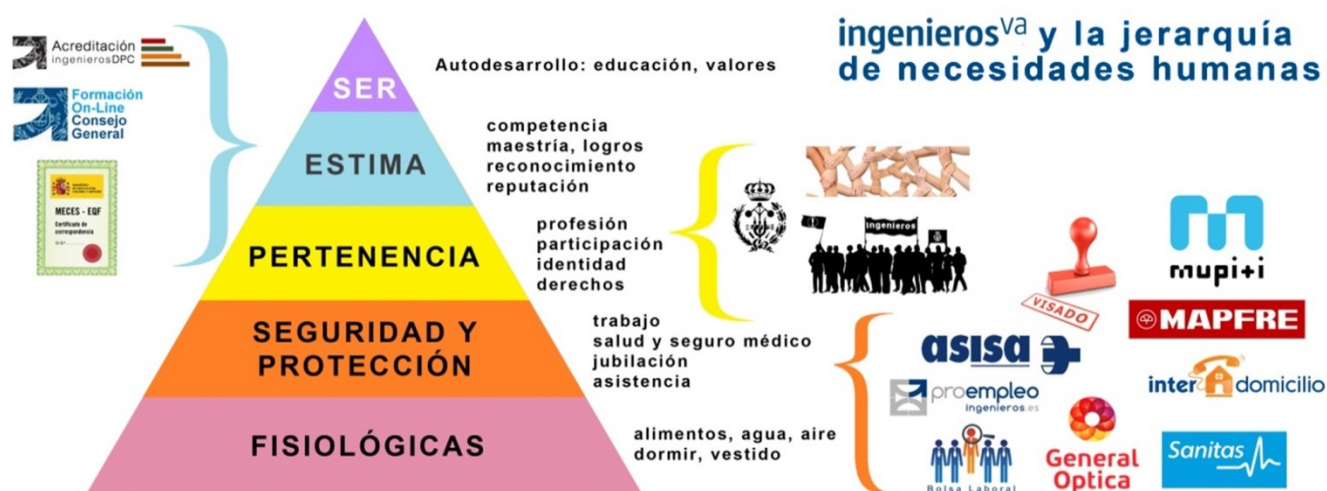 ingenierosva y la jerarquía
de necesidades humanas
Acreditación
ingenierosDPC
Formación
On-Line
Consejo
General
MECES - EQF
Certificado de
correspondencia
SER
Autodesarrollo: educación, valores
ESTIMA
competencia
maestría, logros
reconocimiento
reputación
PERTENENCIA
profesión
participación
identidad
derechos
ingenieros
SEGURIDAD Y
PROTECCIÓN
trabajo
salud y seguro médico
jubilación
asistencia
VISADO
mupiti
MAPFRE
asisa
proempleo
ingenieros.es
interdomicilio
Bolsa Laboral
General
Optica
Sanitas
FISIOLÓGICAS
alimentos, agua, aire
dormir, vestido